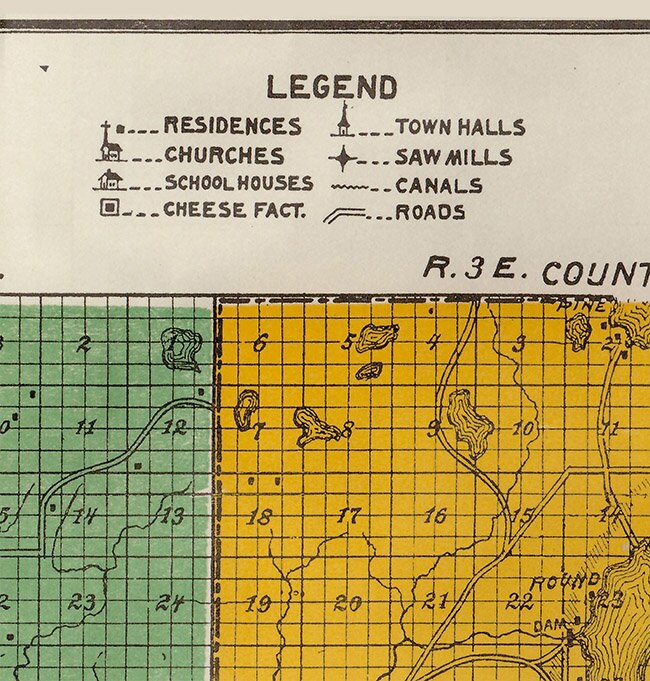 LEGEND
RESIDENCES TOWN HALLS
CHURCHES SAW MILLS
SCHOOL HOUSES CANALS
CHEESE FACT. ROADS
R. 3 E. COUNT
PINE
2 6 5 4 3 2
11 12 7 8 9 10 11
14 13 18 17 16 15 14
ROUND
23 24 19 20 21 22 23
DAM